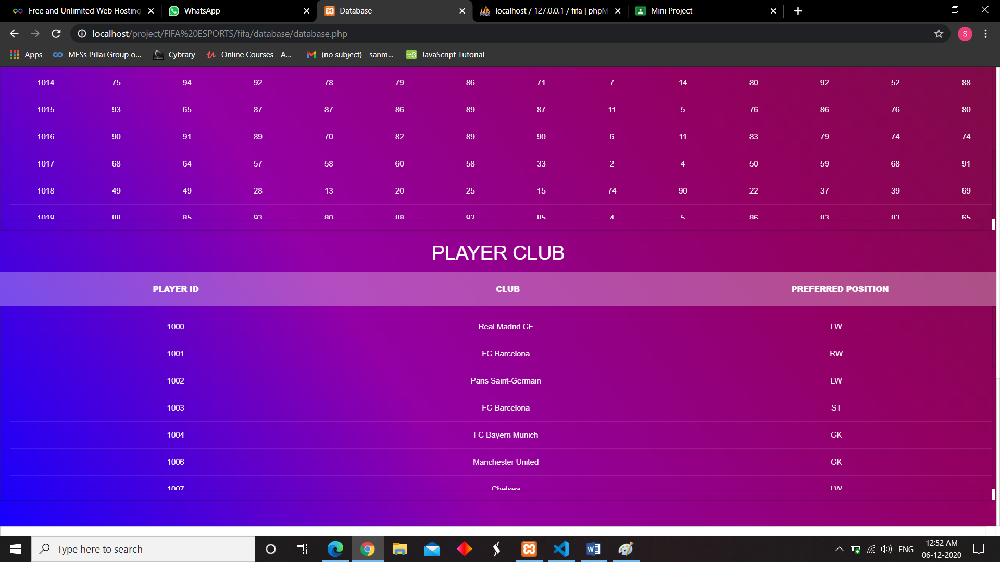 Free and Unlimited Web Hosting WhatsApp Database localhost / 127.0.0.1 / fifa | phpM Mini Project
localhost/project/FIFA%20ESPORTS/fifa/database/database.php S
Apps MESs Pillai Group o... Cybrary Online Courses - A... (no subject) - sanm... JavaScript Tutorial
1014 75 94 92 78 79 86 71 7 14 80 92 52 88
1015 93 65 87 87 86 89 87 11 5 76 86 76 80
1016 90 91 89 70 82 89 90 6 11 83 79 74 74
1017 68 64 57 58 60 58 33 2 4 50 59 68 91
1018 49 49 28 13 20 25 15 74 90 22 37 39 69
1019 88 85 93 80 88 92 85 4 5 86 83 83 65
PLAYER CLUB
PLAYER ID CLUB PREFERRED POSITION
1000 Real Madrid CF LW
1001 FC Barcelona RW
1002 Paris Saint-Germain LW
1003 FC Barcelona ST
1004 FC Bayern Munich GK
1006 Manchester United GK
1007 Chelsea LW
Type here to search ENG 12:52 AM
06-12-2020